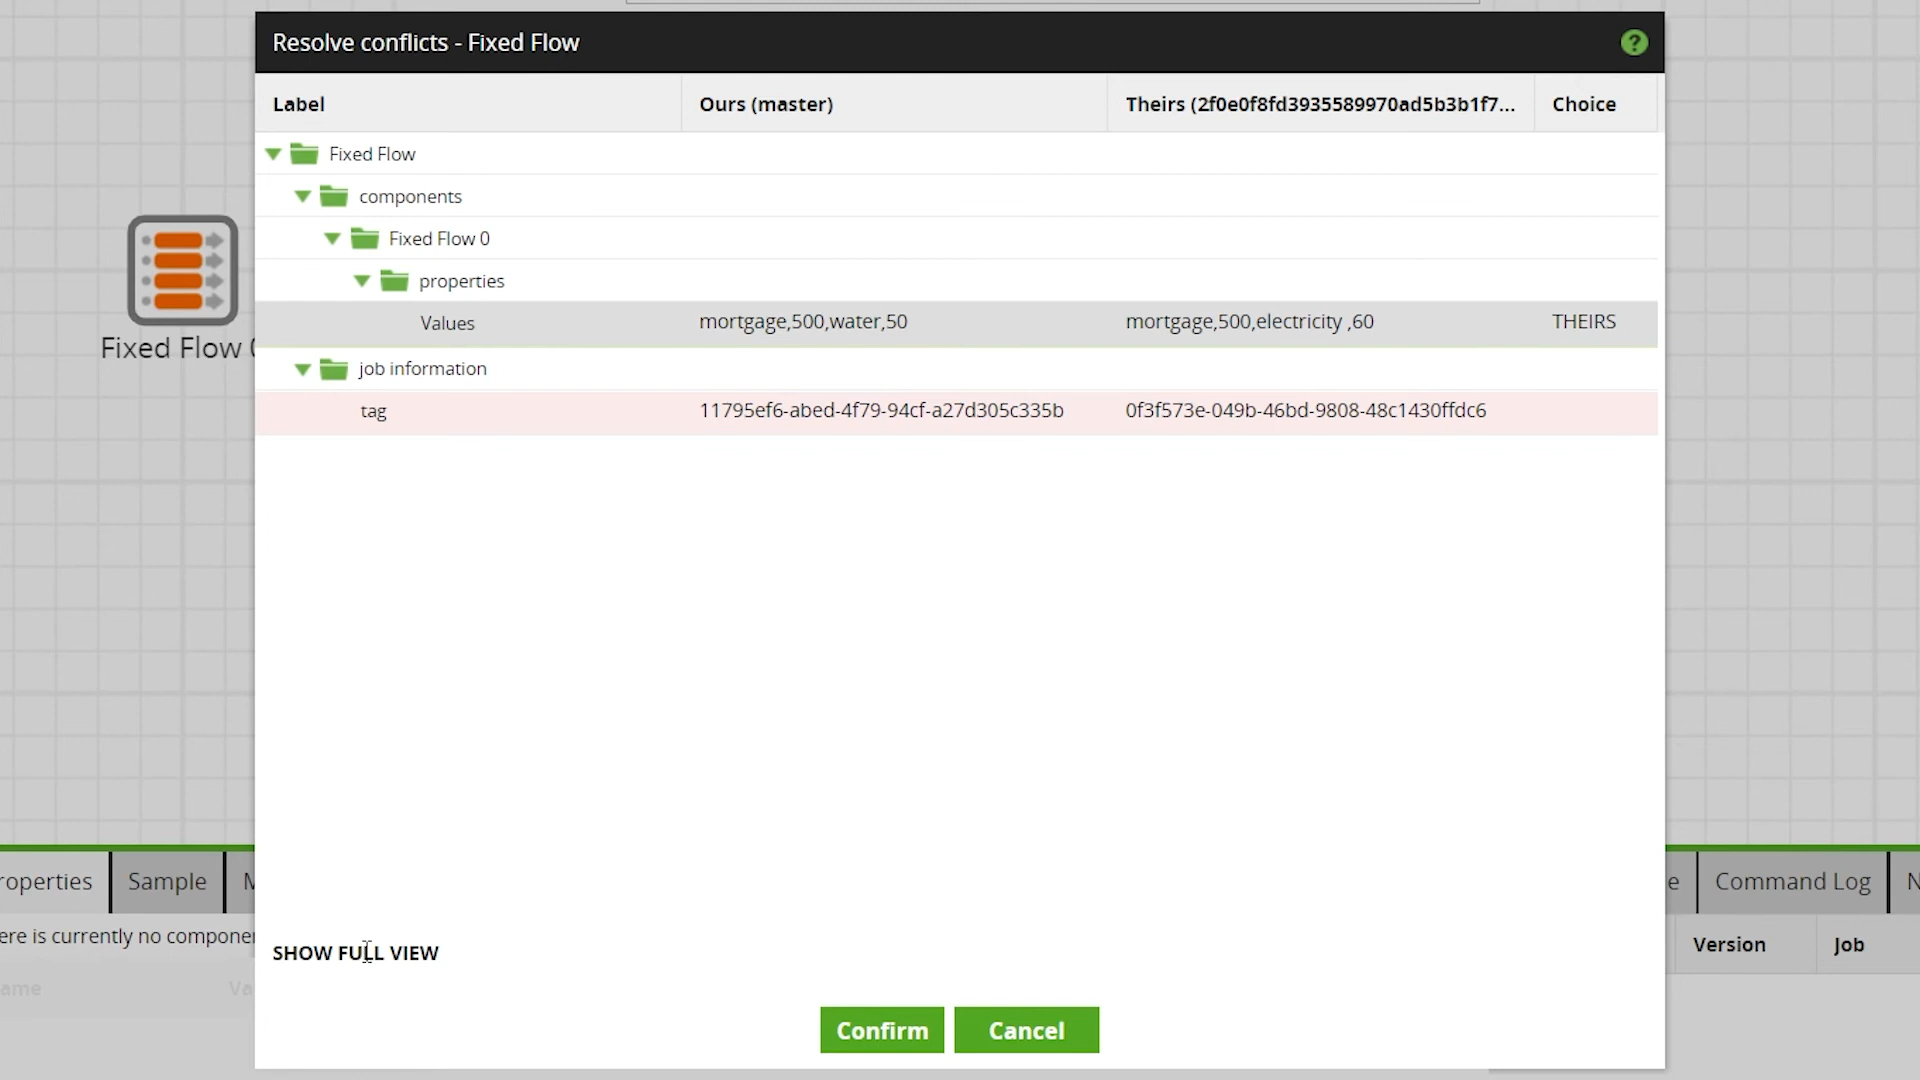 Resolve conflicts - Fixed Flow
?
Label Ours (master) Theirs (2f0e0f8fd3935589970ad5b3b1f7... Choice
Fixed Flow
components
Fixed Flow 0
properties
Values mortgage,500,water,50 mortgage,500,electricity ,60 THEIRS
job information
tag 11795ef6-abed-4f79-94cf-a27d305c335b 0f3f573e-049b-46bd-9808-48c1430ffdc6
Fixed Flow
SHOW FULL VIEW
Confirm Cancel
roperties Sample M e Command Log N
ere is currently no componen
ame Va
Version Job